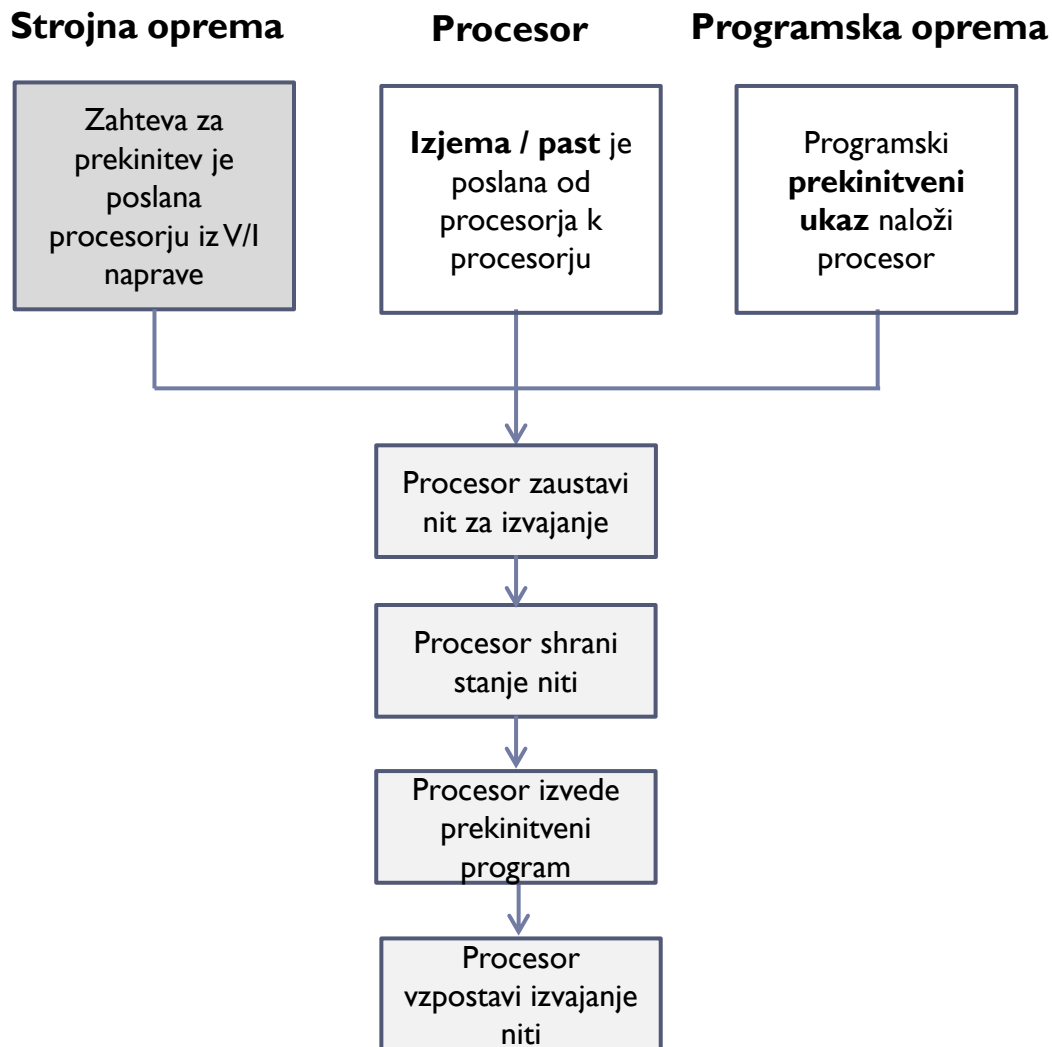 Strojna oprema
Procesor
Programska oprema
Zahteva za
prekinitev je
poslana
procesorju iz V/I
naprave
Izjema / past je
poslana od
procesorja k
procesorju
Programski
prekinitveni
ukaz naloži
procesor
Procesor zaustavi
nit za izvajanje
Procesor shrani
stanje niti
Procesor izvede
prekinitveni
program
Procesor
vzpostavi izvajanje
niti